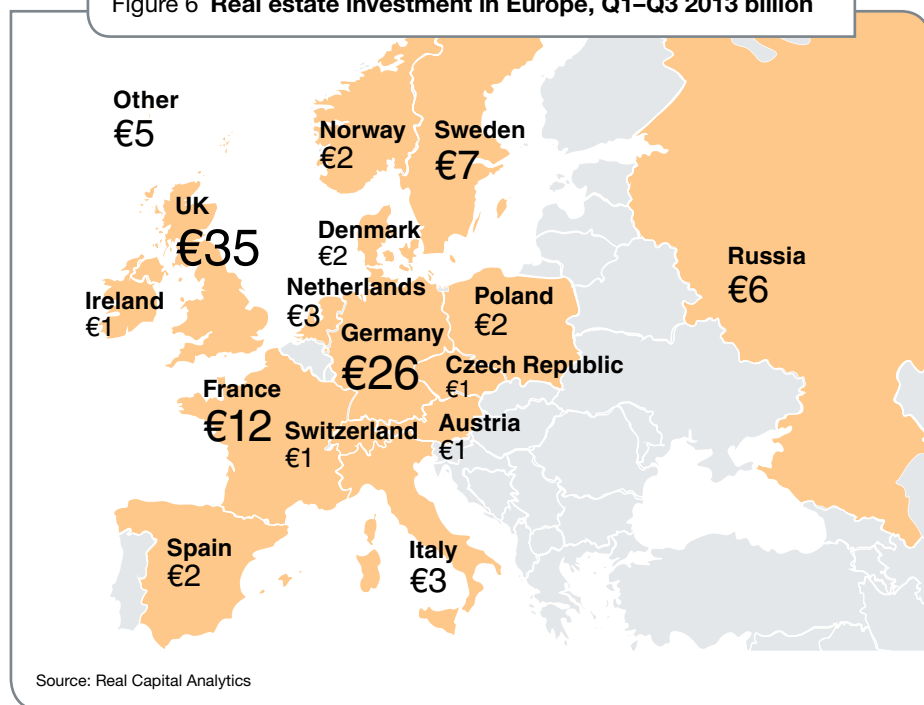 Figure 6 Real estate investment in Europe, Q1–Q3 2013 billion
Other
€5
Norway
€2
Sweden
€7
UK
€35
Denmark
€2
Russia
€6
Ireland
€1
Netherlands
€3
Poland
€2
Germany
€26
Czech Republic
€1
France
€12
Switzerland
€1
Austria
€1
Spain
€2
Italy
€3
Source: Real Capital Analytics